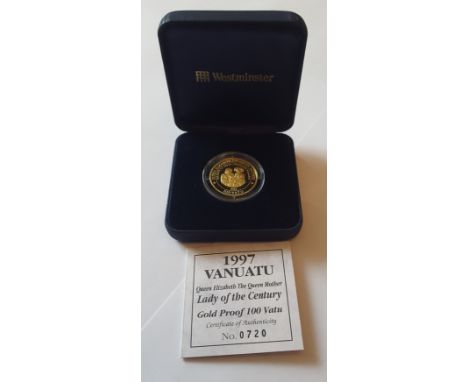 Westminster
1997
VANUATU
Queen Elizabeth The Queen Mother
Lady of the Century
Gold Proof 100 Vatu
Certificate of Authenticity
No. 0720